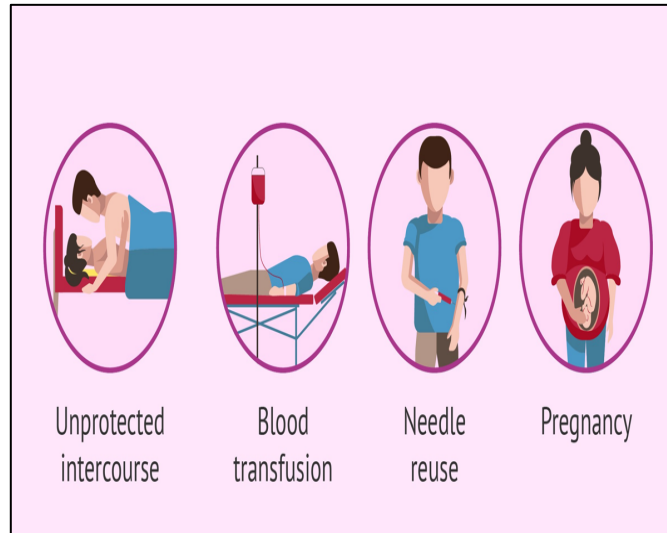 Unprotected
intercourse
Blood
transfusion
Needle
reuse
Pregnancy